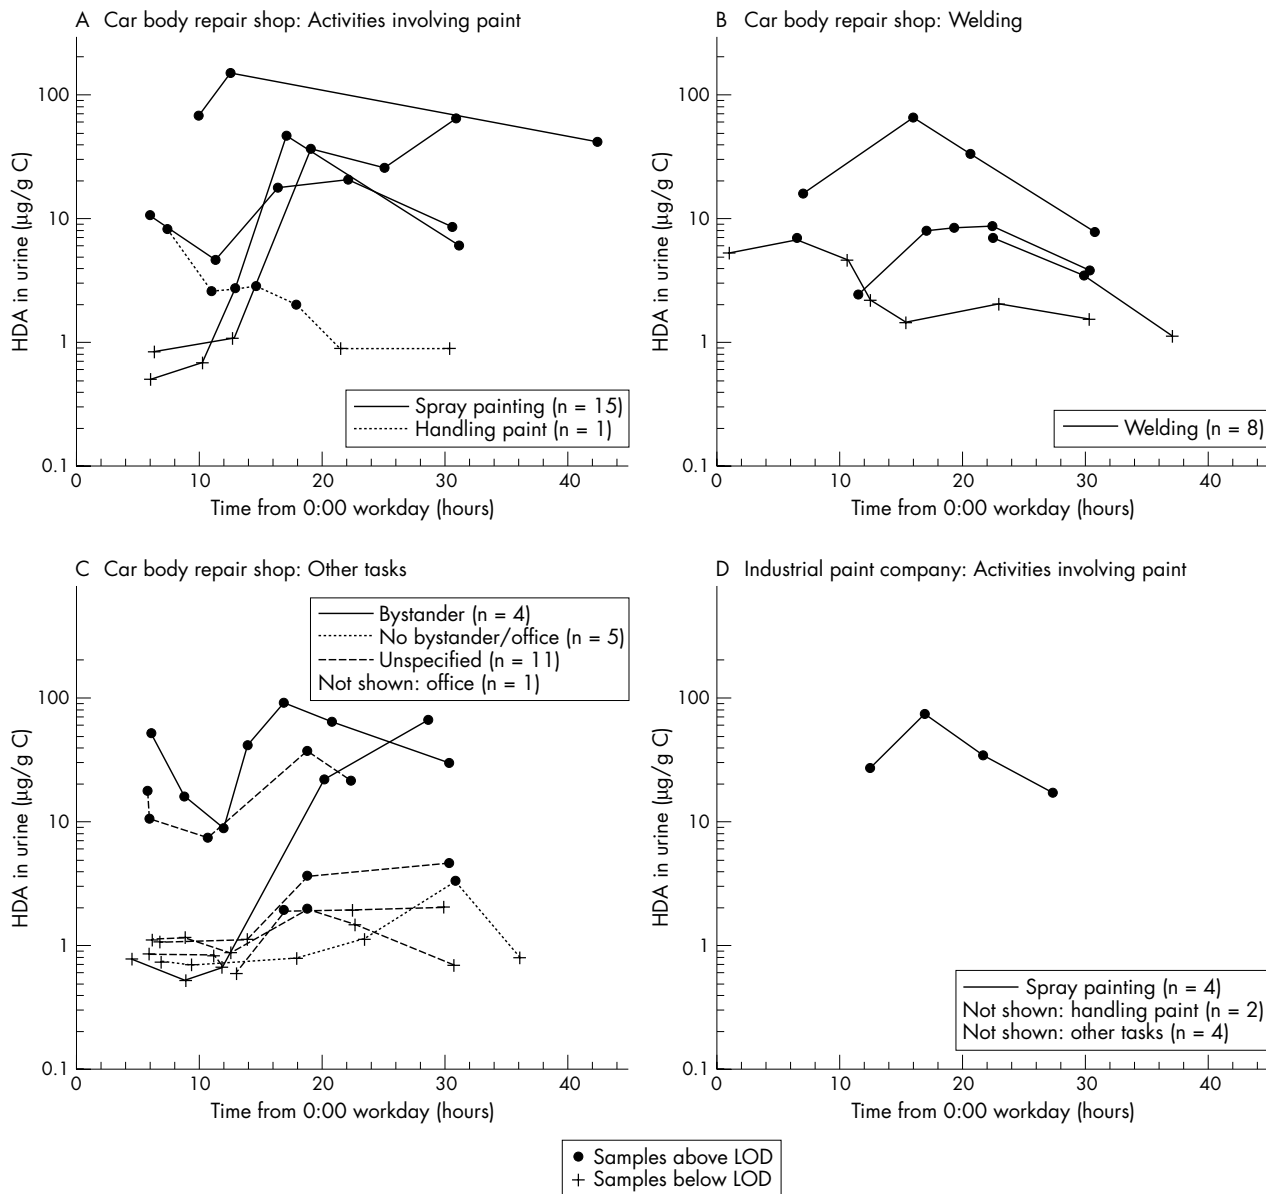 A Car body repair shop: Activities involving paint
HDA in urine (μg/g C)
100
10
1
0.1
0 10 20 30 40
Time from 0:00 workday (hours)
Spray painting (n = 15)
Handling paint (n = 1)
B Car body repair shop: Welding
HDA in urine (μg/g C)
100
10
1
0.1
0 10 20 30 40
Time from 0:00 workday (hours)
Welding (n = 8)
C Car body repair shop: Other tasks
HDA in urine (μg/g C)
100
10
1
0.1
0 10 20 30 40
Time from 0:00 workday (hours)
Bystander (n = 4)
No bystander/office (n = 5)
Unspecified (n = 11)
Not shown: office (n = 1)
D Industrial paint company: Activities involving paint
HDA in urine (μg/g C)
100
10
1
0.1
0 10 20 30 40
Time from 0:00 workday (hours)
Spray painting (n = 4)
Not shown: handling paint (n = 2)
Not shown: other tasks (n = 4)
Samples above LOD
Samples below LOD